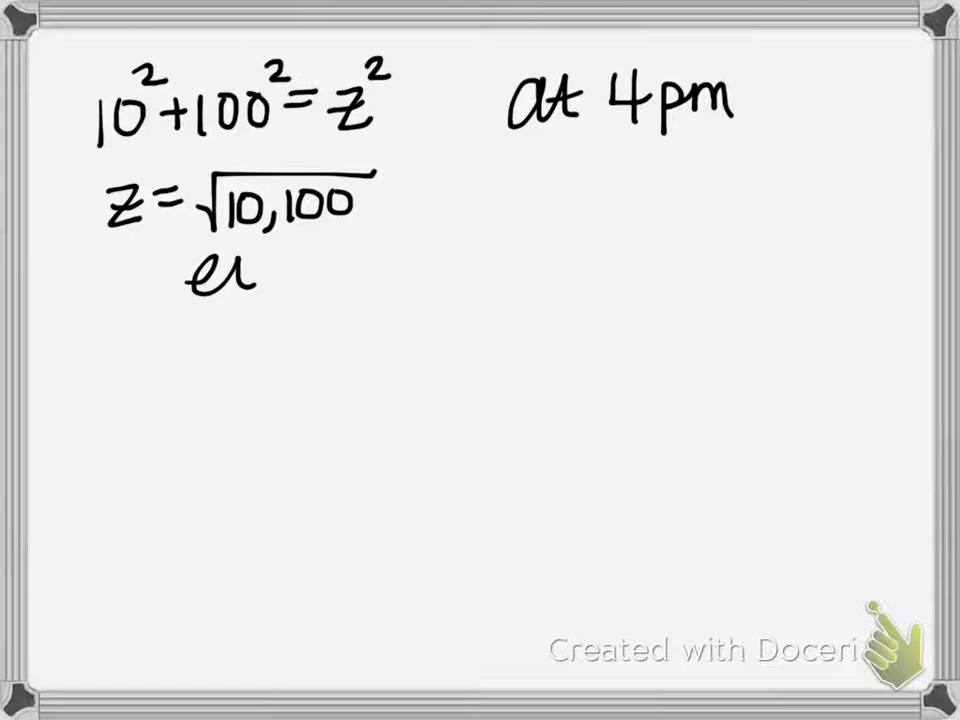 10² + 100² = z²
at 4pm
z = √10,100
Created with Doceri